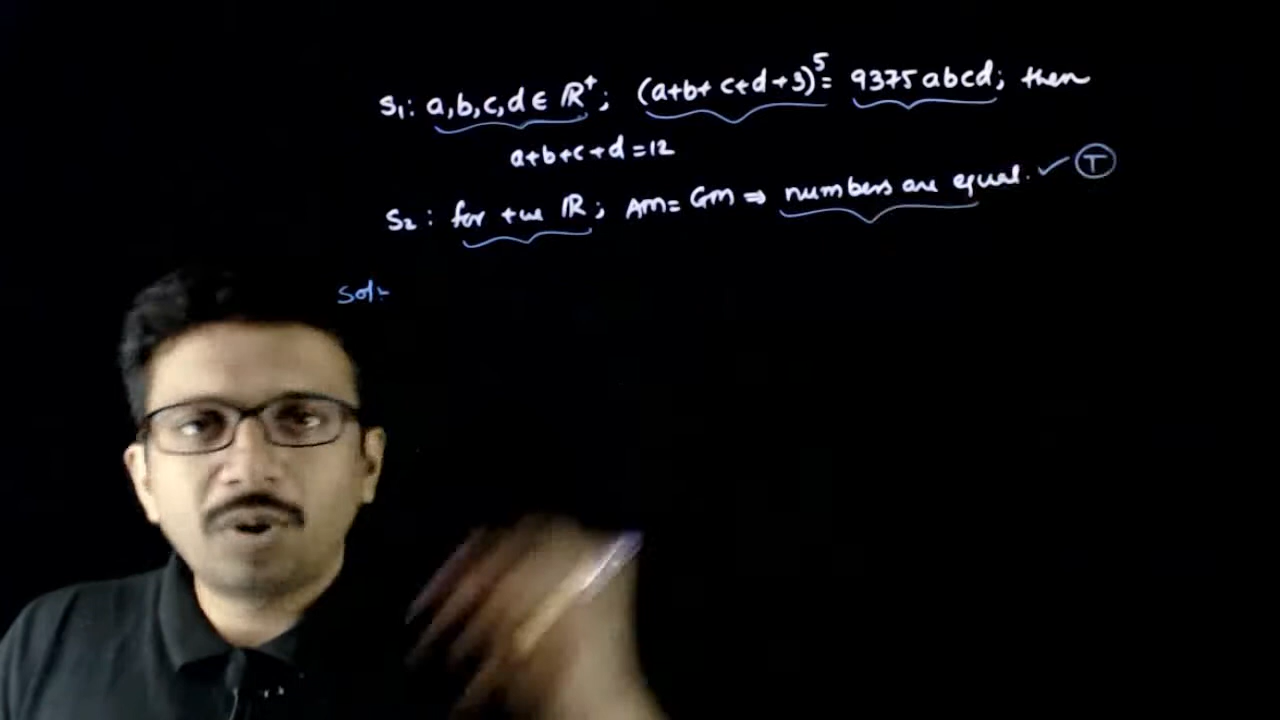 S₁: a,b,c,d ∈ ℝ⁺; (a+b+c+d+3)⁵ = 9375 abcd; then
a+b+c+d=12
S₂: for +ve ℝ; AM = GM ⇒ numbers are equal. ✓ T
Sol:-